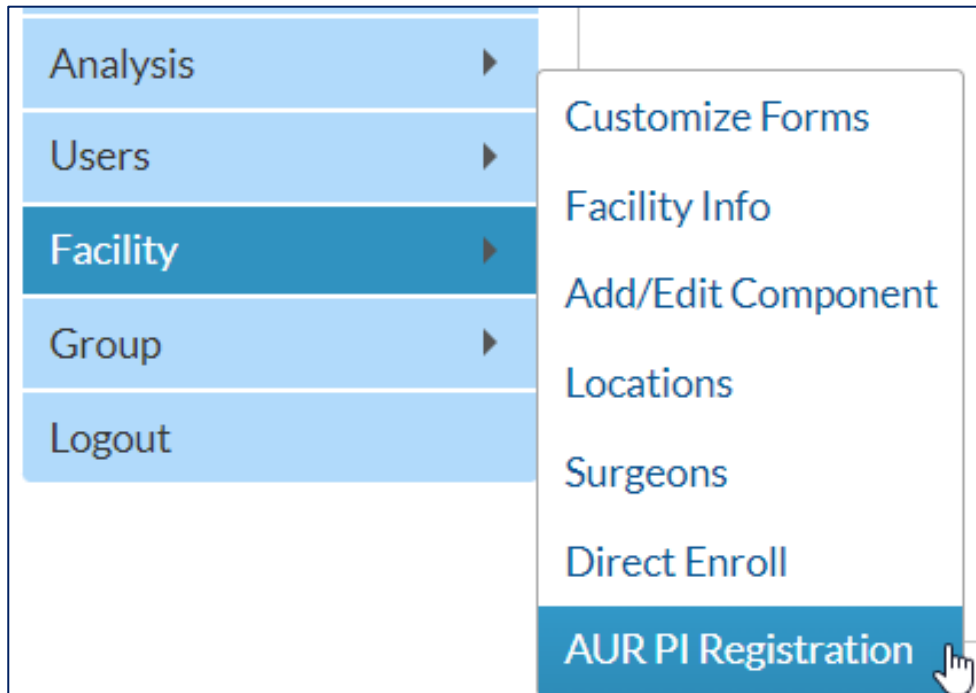 Analysis
Users
Facility
Group
Logout
Customize Forms
Facility Info
Add/Edit Component
Locations
Surgeons
Direct Enroll
AUR PI Registration